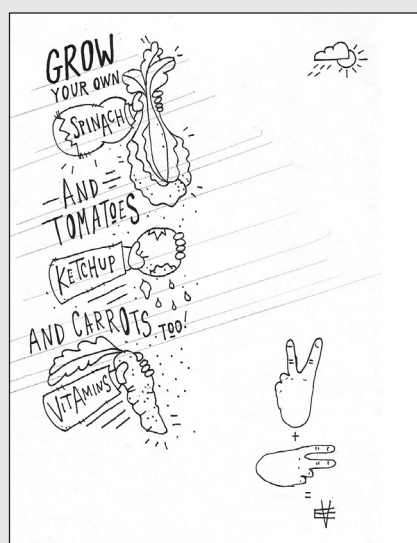 GROW
YOUR OWN
SPINACH
-AND=
TOMATOES
KETCHUP
AND CARROTS TOO!
VITAMINS
+
=